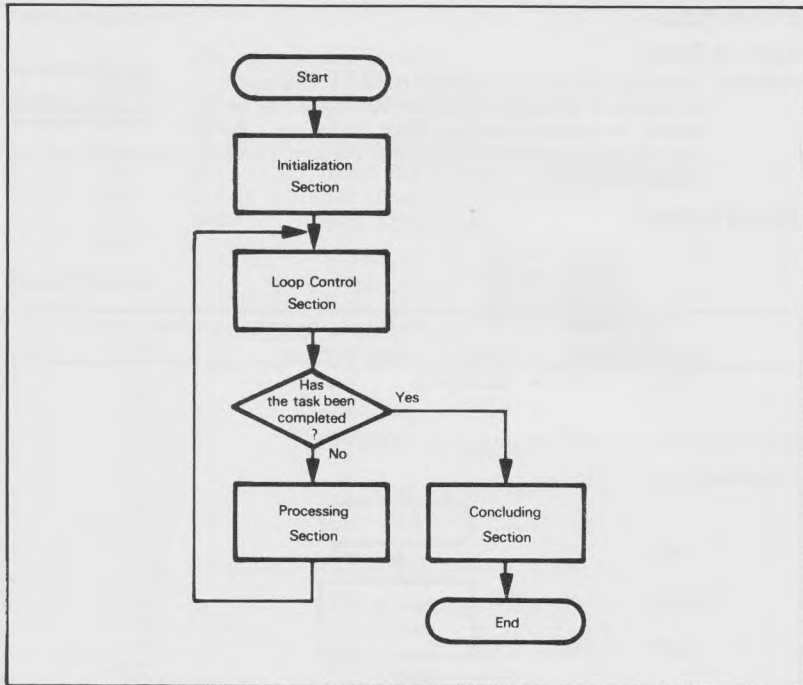 Start
Initialization
Section
Loop Control
Section
Has
the task been
completed
?
Yes
No
Processing
Section
Concluding
Section
End